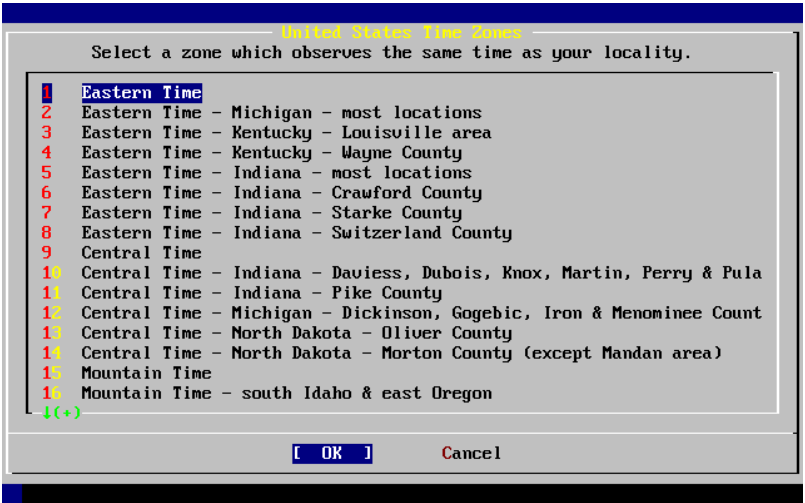 United States Time Zones
Select a zone which observes the same time as your locality.
1 Eastern Time
2 Eastern Time - Michigan - most locations
3 Eastern Time - Kentucky - Louisville area
4 Eastern Time - Kentucky - Wayne County
5 Eastern Time - Indiana - most locations
6 Eastern Time - Indiana - Crawford County
7 Eastern Time - Indiana - Starke County
8 Eastern Time - Indiana - Switzerland County
9 Central Time
10 Central Time - Indiana - Daviess, Dubois, Knox, Martin, Perry & Pula
11 Central Time - Indiana - Pike County
12 Central Time - Michigan - Dickinson, Gogebic, Iron & Menominee Count
13 Central Time - North Dakota - Oliver County
14 Central Time - North Dakota - Morton County (except Mandan area)
15 Mountain Time
16 Mountain Time - south Idaho & east Oregon
↓(+)
[ OK ] Cancel